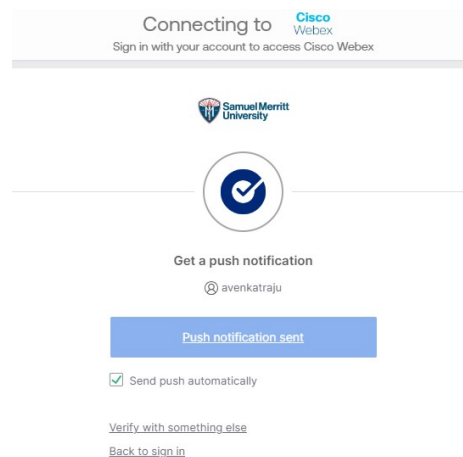 Connecting to Cisco Webex
Sign in with your account to access Cisco Webex
Samuel Merritt
University
Get a push notification
avenkatraju
Push notification sent
Send push automatically
Verify with something else
Back to sign in